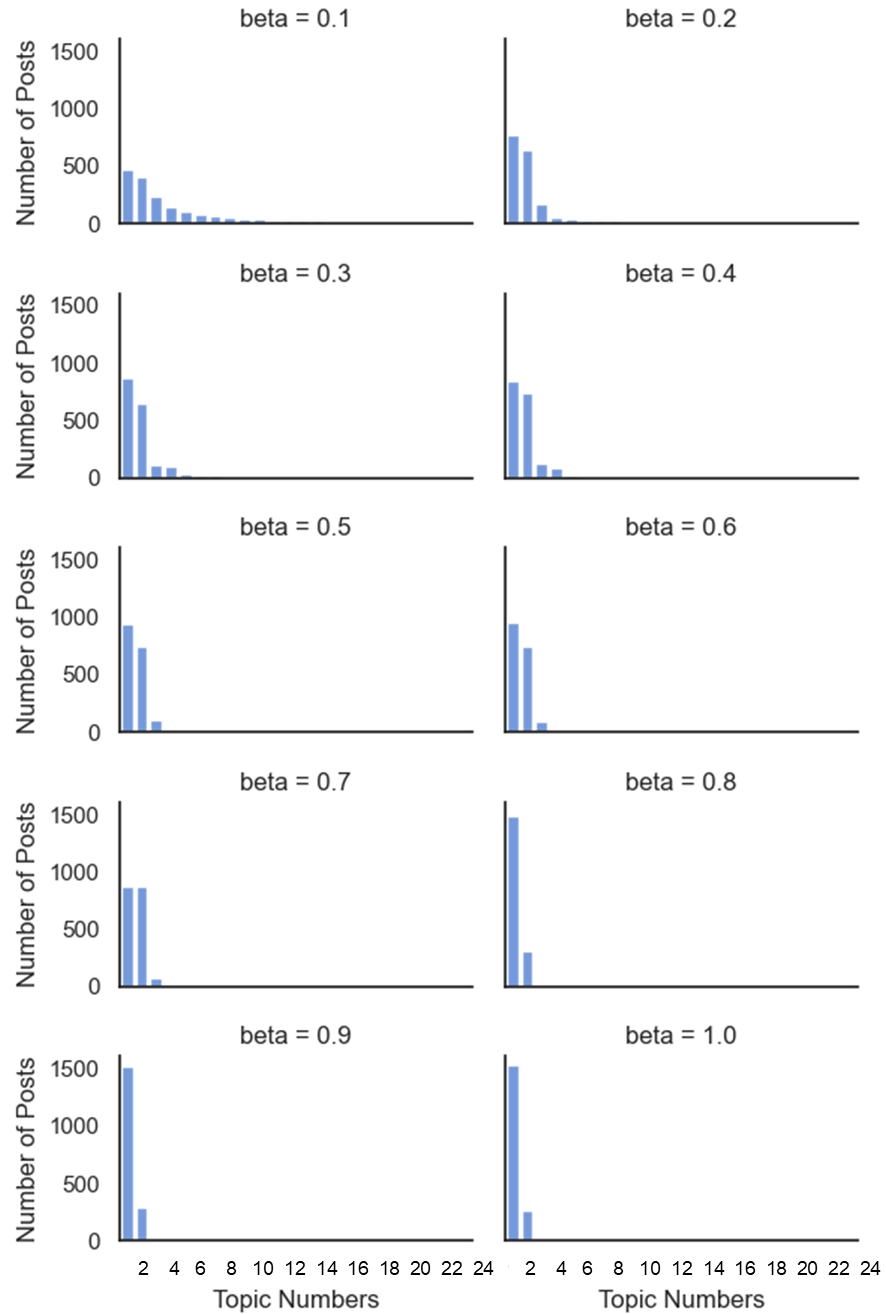 beta = 0.1
beta = 0.2
Number of Posts
1500
1000
500
0
beta = 0.3
beta = 0.4
Number of Posts
1500
1000
500
0
beta = 0.5
beta = 0.6
Number of Posts
1500
1000
500
0
beta = 0.7
beta = 0.8
Number of Posts
1500
1000
500
0
beta = 0.9
beta = 1.0
Number of Posts
1500
1000
500
0
2 4 6 8 10 12 14 16 18 20 22 24
2 4 6 8 10 12 14 16 18 20 22 24
Topic Numbers
Topic Numbers